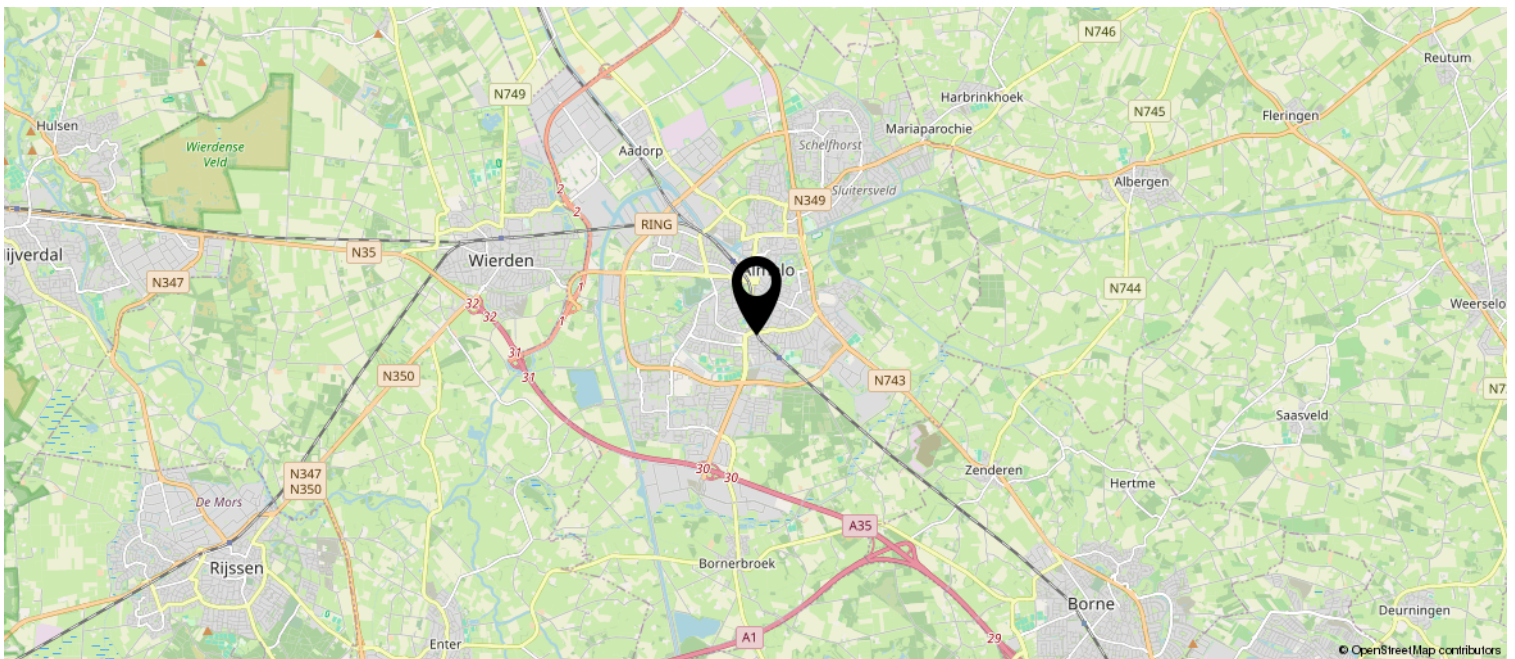 N746
Reutum
N749
Harbrinkhoek
N745
Fleringen
Hulsen
Mariaparochie
Wierdense
Veld
Aadorp
Schelfhorst
Albergen
2
2
Sluitersveld
N349
RING
ijverdal
N35
Wierden
N347
1
N744
Weerselo
32
32
1
31
31
N350
N743
N7
Saasveld
N347
N350
30
30
Zenderen
Hertme
De Mors
A35
Rijssen
Bornerbroek
Borne
Deurningen
Enter
A1
29
© OpenStreetMap contributors